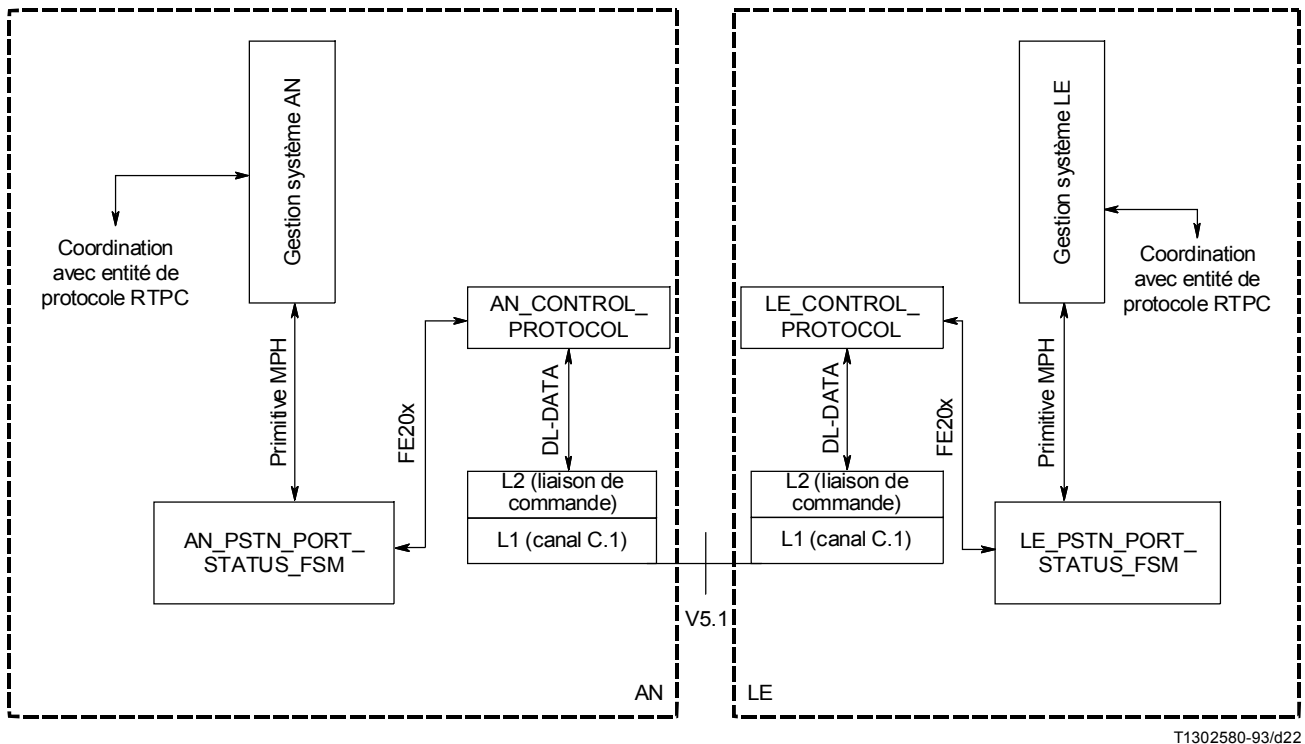 Gestion système AN
Coordination
avec entité de
protocole RTPC
Primitive MPH
AN_PSTN_PORT_
STATUS_FSM
FE20x
AN_CONTROL_
PROTOCOL
DL-DATA
L2 (liaison de
commande)
L1 (canal C.1)
AN
V5.1
LE
LE_CONTROL_
PROTOCOL
DL-DATA
L2 (liaison de
commande)
L1 (canal C.1)
FE20x
Gestion système LE
Coordination
avec entité de
protocole RTPC
Primitive MPH
LE_PSTN_PORT_
STATUS_FSM
T1302580-93/d22